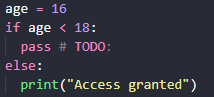 age = 16
if age < 18:
  pass # TODO:
else:
  print("Access granted")